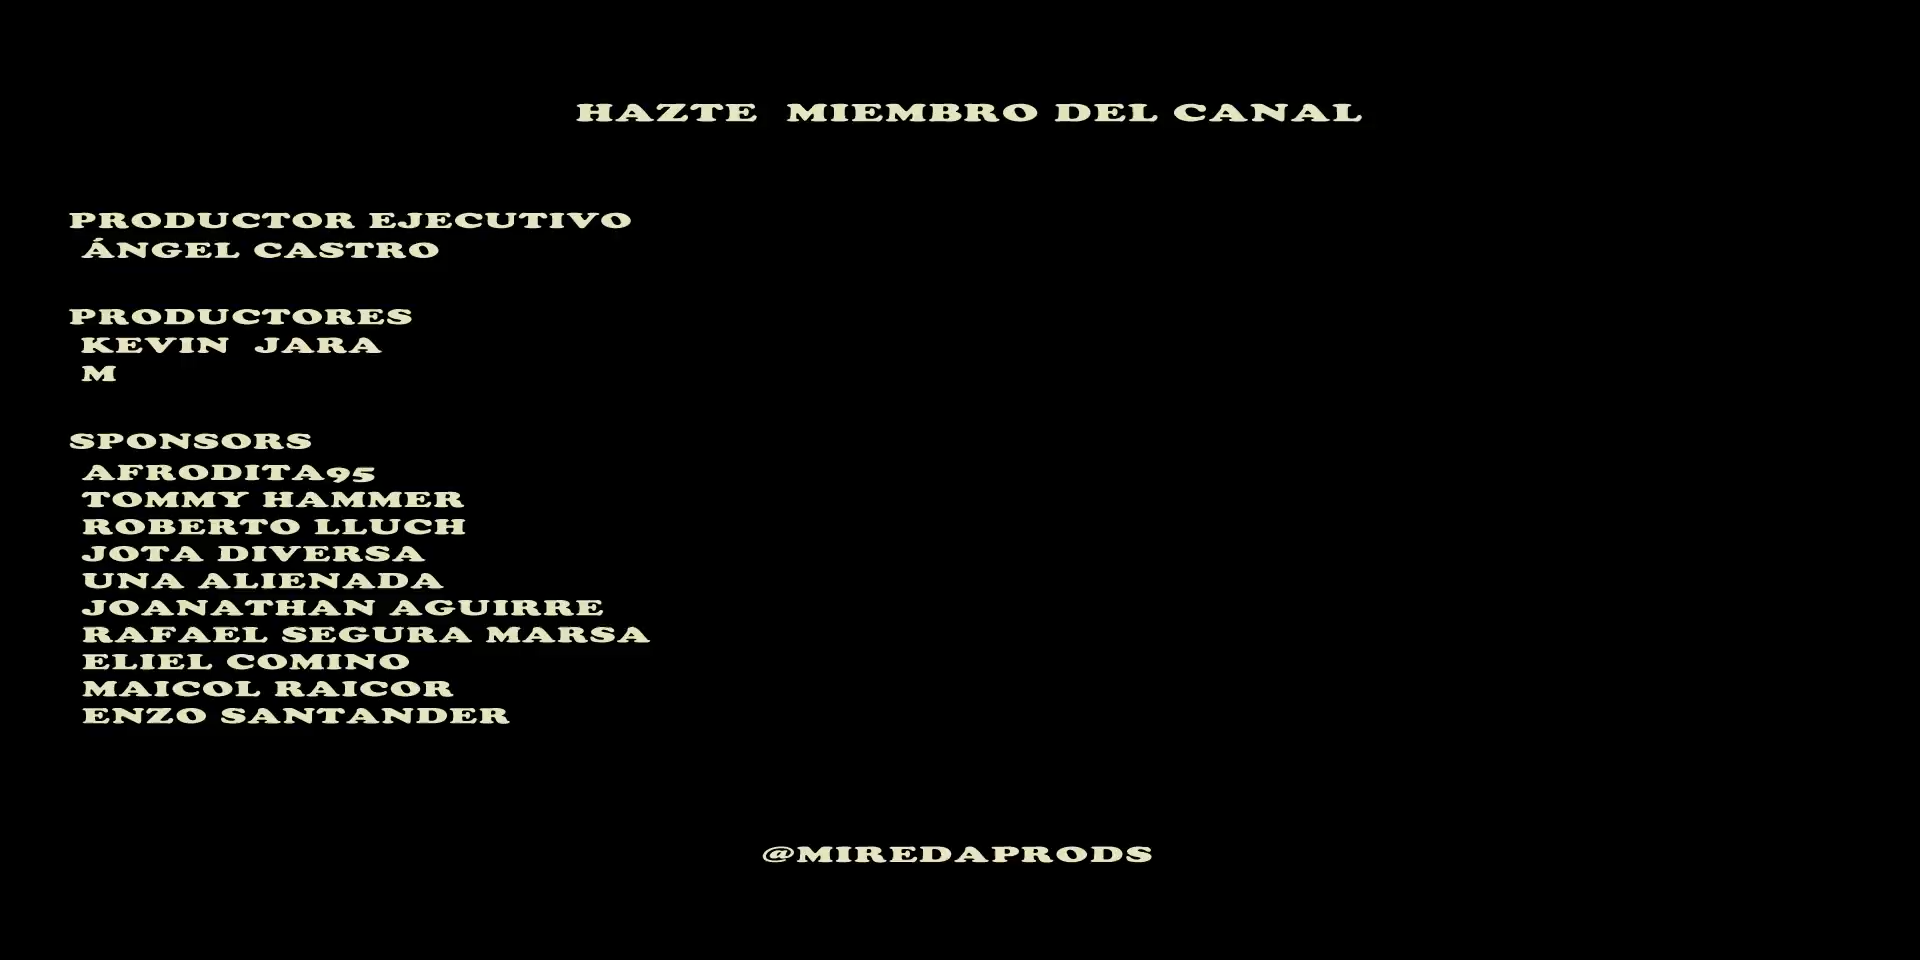 HAZTE MIEMBRO DEL CANAL
PRODUCTOR EJECUTIVO
ÁNGEL CASTRO
PRODUCTORES
KEVIN JARA
M
SPONSORS
AFRODITA95
TOMMY HAMMER
ROBERTO LLUCH
JOTA DIVERSA
UNA ALIENADA
JOANATHAN AGUIRRE
RAFAEL SEGURA MARSA
ELIEL COMINO
MAICOL RAICOR
ENZO SANTANDER
@MIREDAPRODS